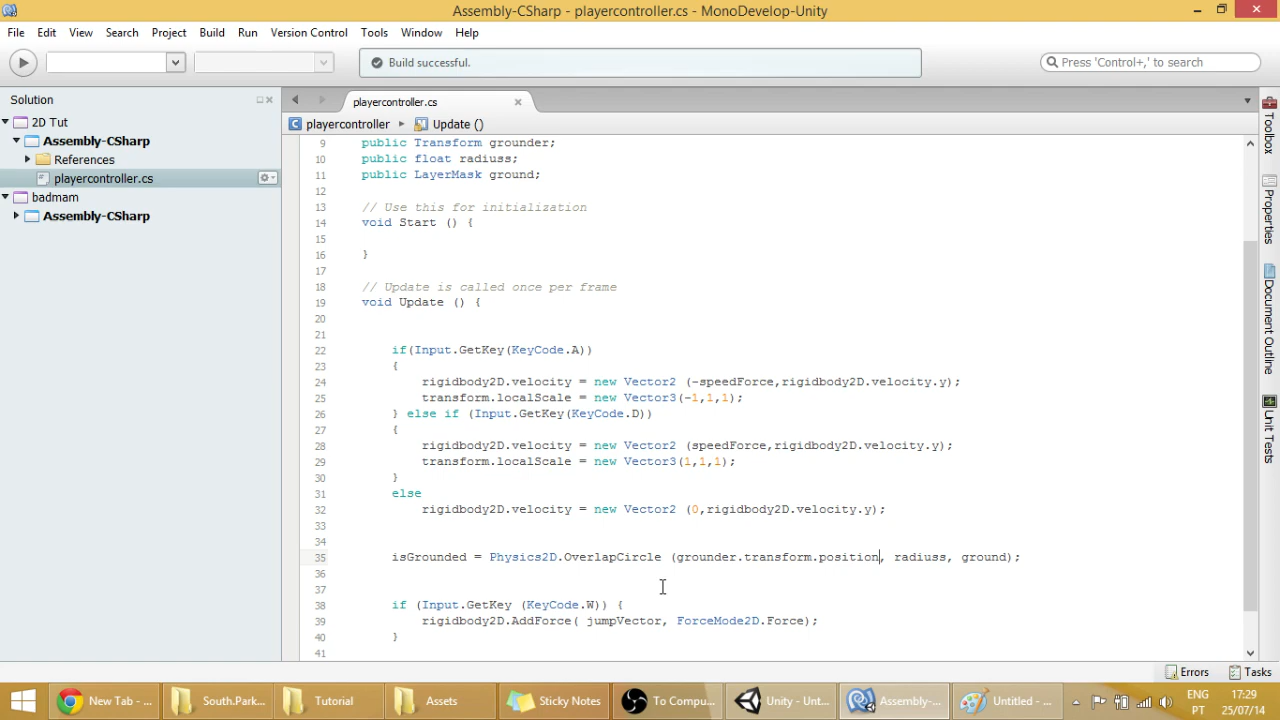 Assembly-CSharp - playercontroller.cs - MonoDevelop-Unity
File Edit View Search Project Build Run Version Control Tools Window Help
Build successful.
Press 'Control+,' to search
Solution
playercontroller.cs
2D Tut
playercontroller Update ()
Assembly-CSharp
References
playercontroller.cs
badmam
Assembly-CSharp
9 public Transform grounder;
10 public float radiuss;
11 public LayerMask ground;
12
13 // Use this for initialization
14 void Start () {
15
16 }
17
18 // Update is called once per frame
19 void Update () {
20
21
22 if(Input.GetKey(KeyCode.A))
23 {
24 rigidbody2D.velocity = new Vector2 (-speedForce,rigidbody2D.velocity.y);
25 transform.localScale = new Vector3(-1,1,1);
26 } else if (Input.GetKey(KeyCode.D))
27 {
28 rigidbody2D.velocity = new Vector2 (speedForce,rigidbody2D.velocity.y);
29 transform.localScale = new Vector3(1,1,1);
30 }
31 else
32 rigidbody2D.velocity = new Vector2 (0,rigidbody2D.velocity.y);
33
34
35 isGrounded = Physics2D.OverlapCircle (grounder.transform.position, radiuss, ground);
36
37
38 if (Input.GetKey (KeyCode.W)) {
39 rigidbody2D.AddForce( jumpVector, ForceMode2D.Force);
40 }
41
Toolbox
Properties
Document Outline
Unit Tests
Errors Tasks
New Tab - ...
South.Park...
Tutorial
Assets
Sticky Notes
To Compu...
Unity - Unt...
Assembly-...
Untitled - ...
ENG
PT
17:29
25/07/14